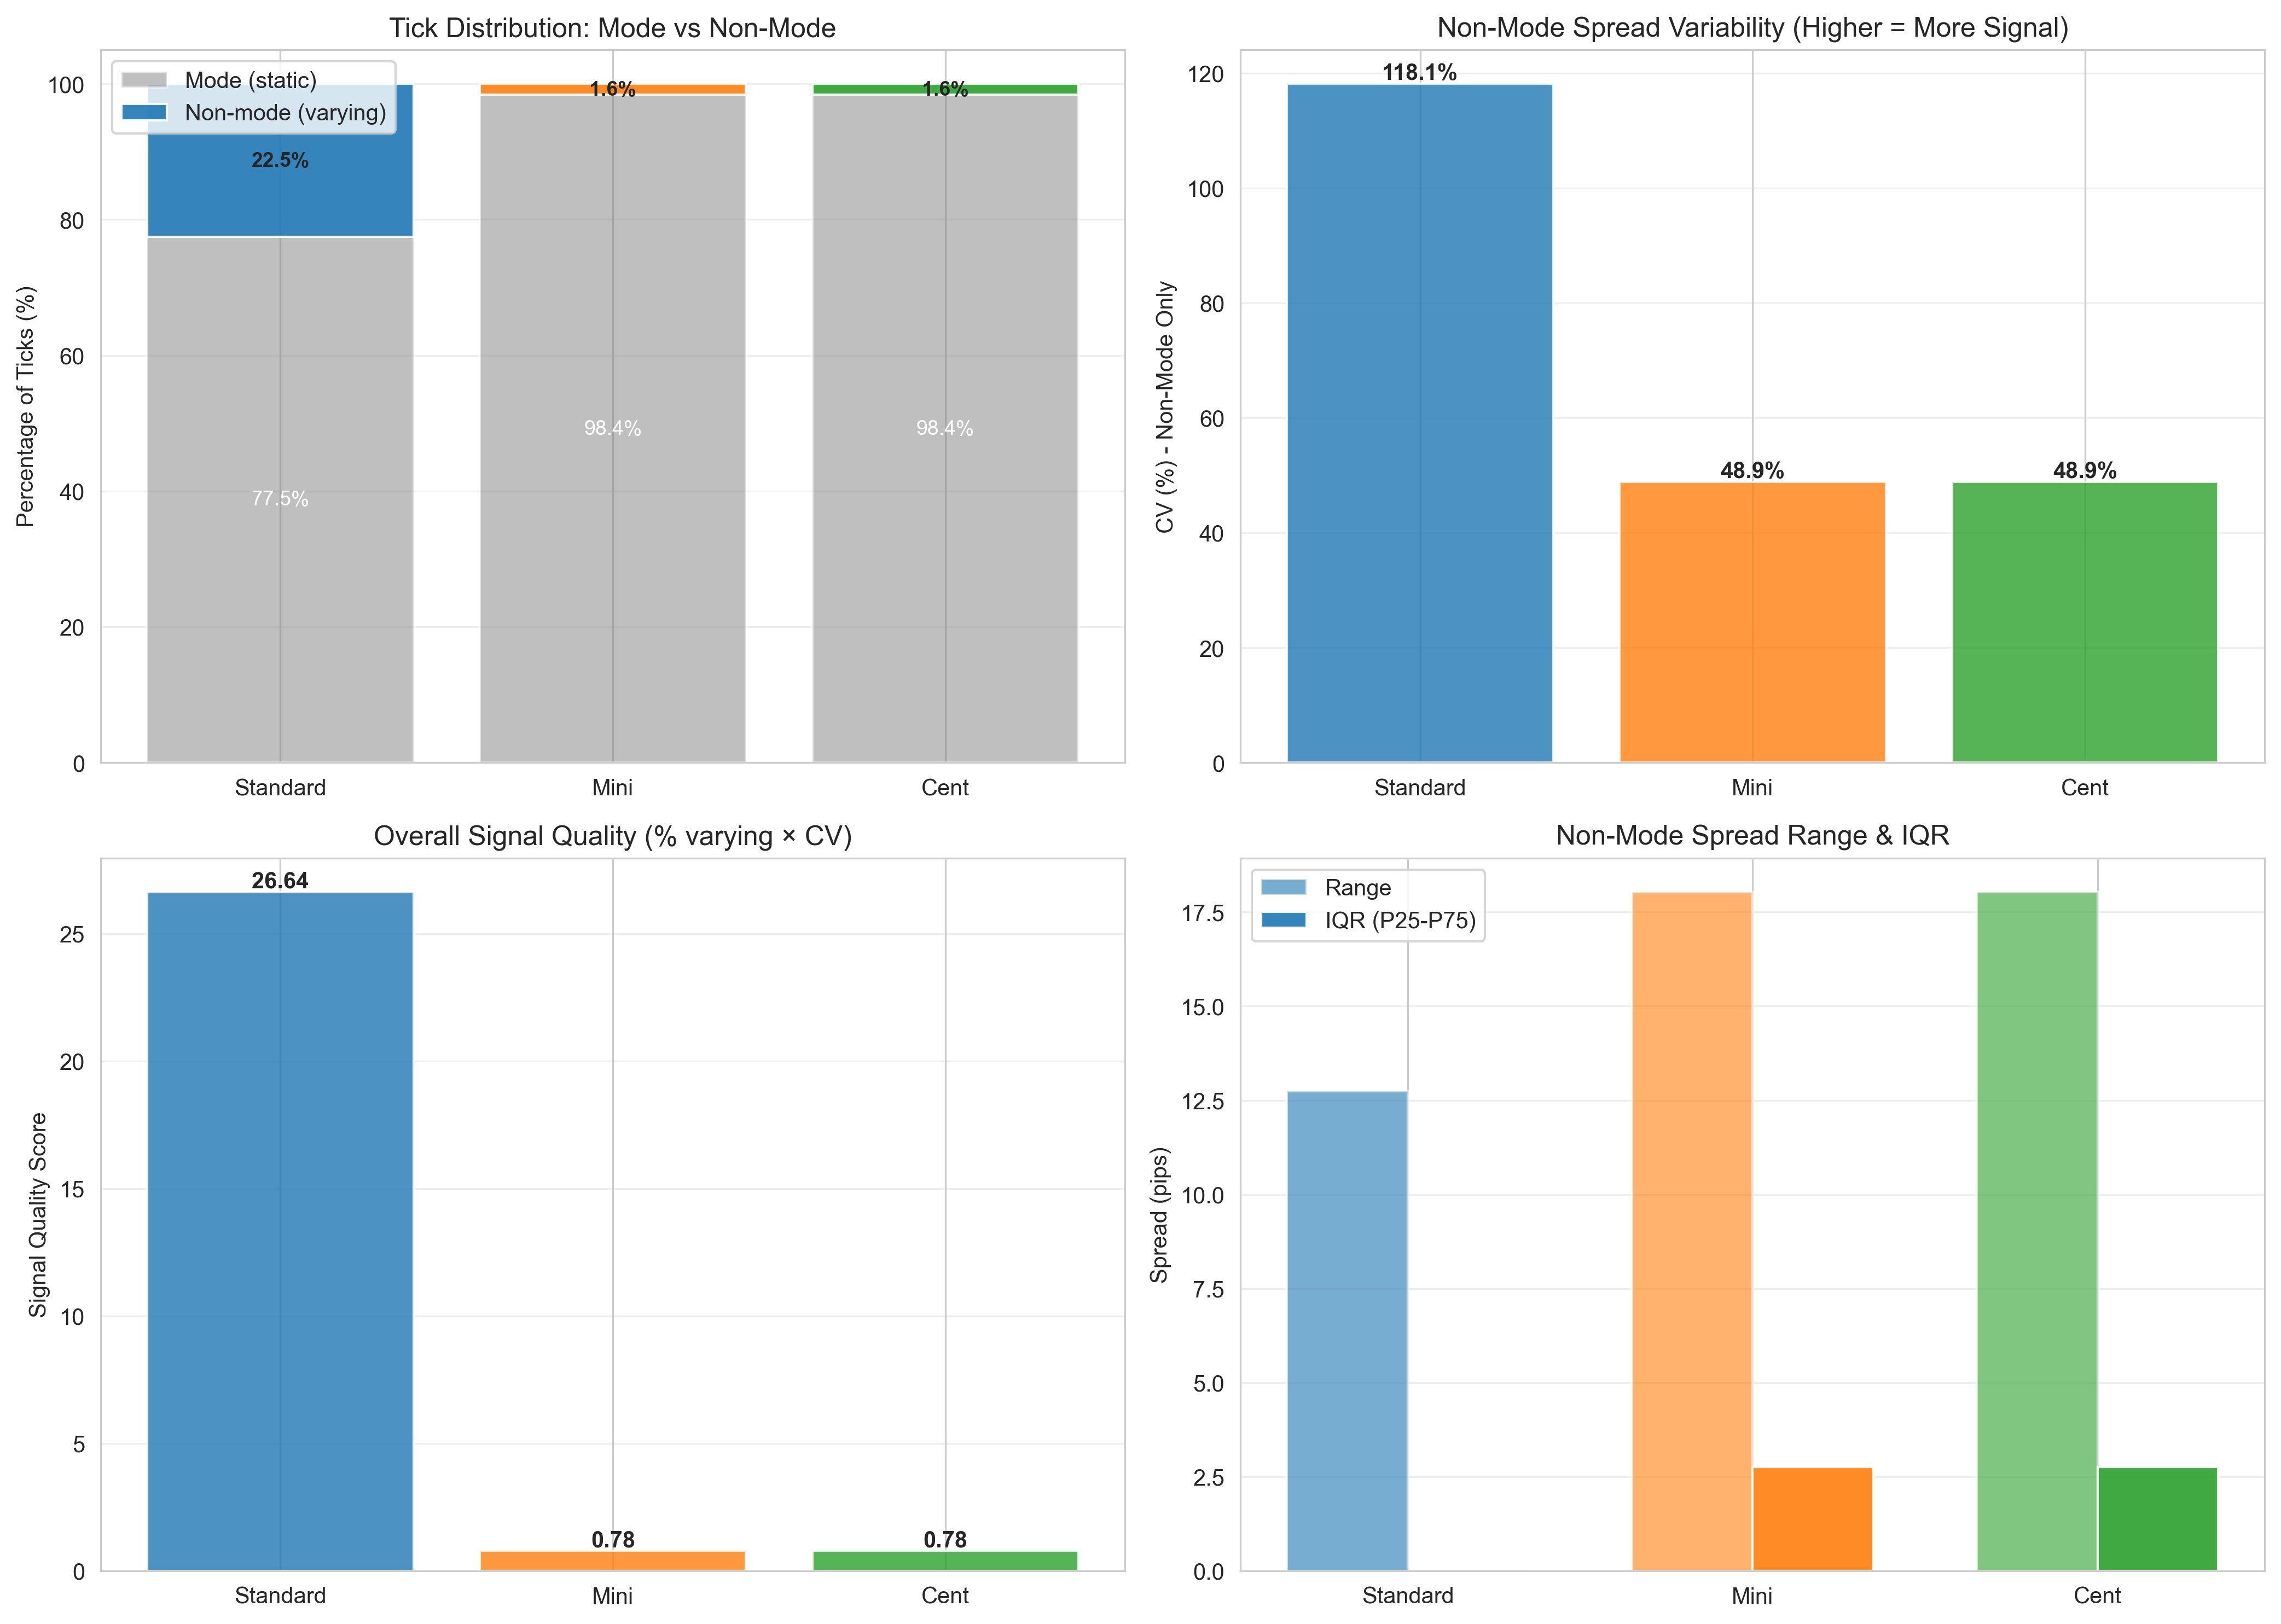 Tick Distribution: Mode vs Non-Mode
Percentage of Ticks (%)
100
80
60
40
20
0
Mode (static)
Non-mode (varying)
22.5%
77.5%
1.6%
98.4%
1.6%
98.4%
Standard
Mini
Cent
Non-Mode Spread Variability (Higher = More Signal)
CV (%) - Non-Mode Only
120
100
80
60
40
20
0
118.1%
48.9%
48.9%
Standard
Mini
Cent
Overall Signal Quality (% varying × CV)
Signal Quality Score
25
20
15
10
5
0
26.64
0.78
0.78
Standard
Mini
Cent
Non-Mode Spread Range & IQR
Spread (pips)
17.5
15.0
12.5
10.0
7.5
5.0
2.5
0.0
Range
IQR (P25-P75)
Standard
Mini
Cent